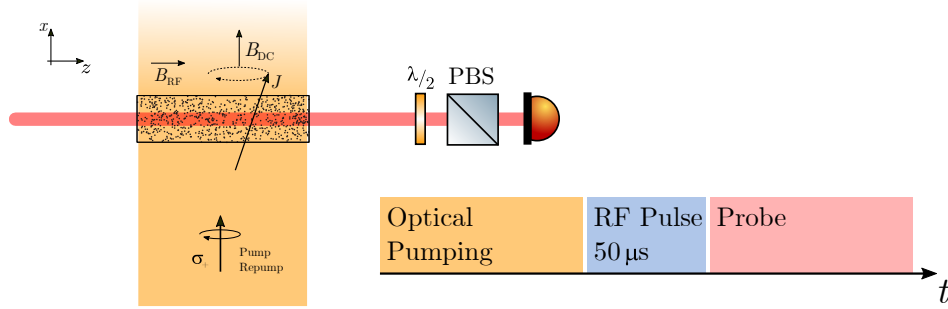 x
z
B_RF
B_DC
J
λ/2
PBS
σ₊
Pump
Repump
Optical
Pumping
RF Pulse
50 μs
Probe
t